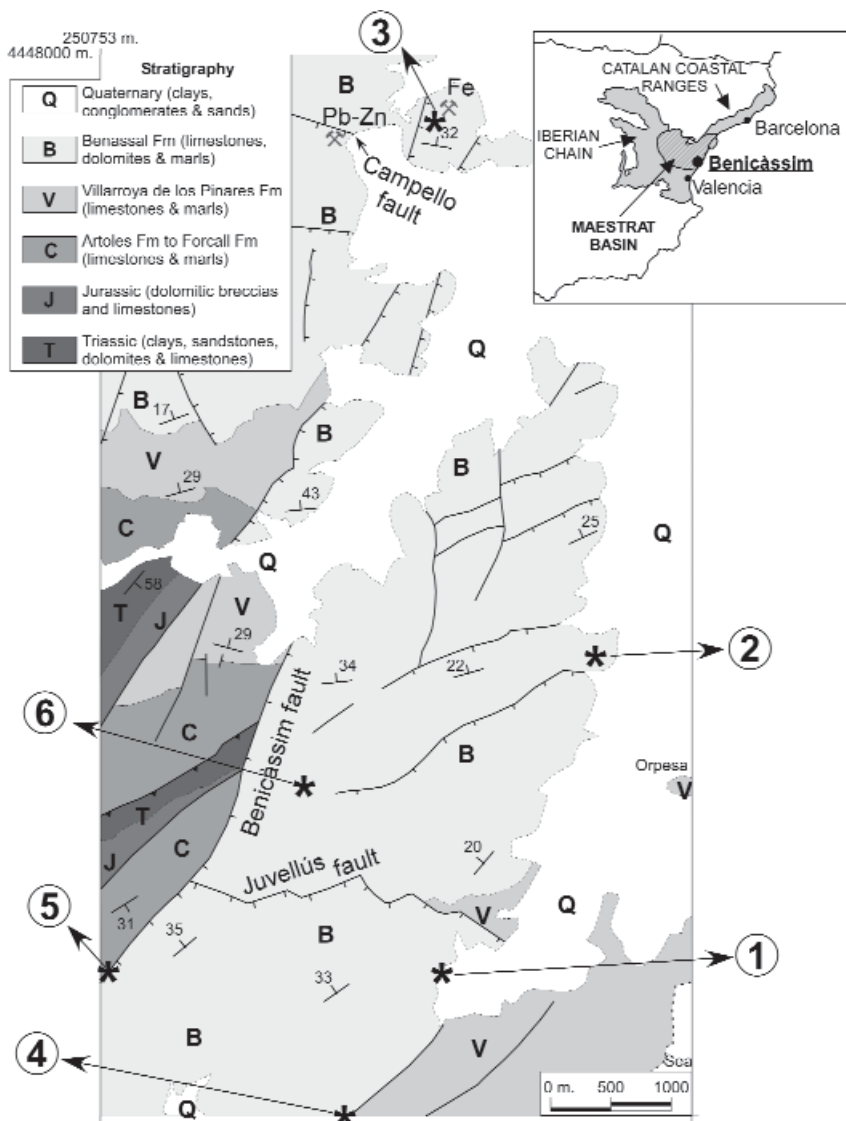 250753 m.
4448000 m.
Stratigraphy
Q Quaternary (clays, conglomerates & sands)
B Benassal Fm (limestones, dolomites & marls)
V Villarroya de los Pinares Fm (limestones & marls)
C Artoles Fm to Forcall Fm (limestones & marls)
J Jurassic (dolomitic breccias and limestones)
T Triassic (clays, sandstones, dolomites & limestones)
3
B
Fe
Pb-Zn
32
Campello fault
B
CATALAN COASTAL RANGES
IBERIAN CHAIN
Barcelona
Benicàssim
Valencia
MAESTRAT BASIN
Q
B
17
B
V
29
43
B
25
C
Q
Q
58
T
J
V
29
34
22
2
6
C
Benicàssim fault
B
Orpesa
V
T
J
C
Juvellús fault
20
5
31
35
B
V
Q
1
33
4
B
V
Q
Sea
0 m. 500 1000